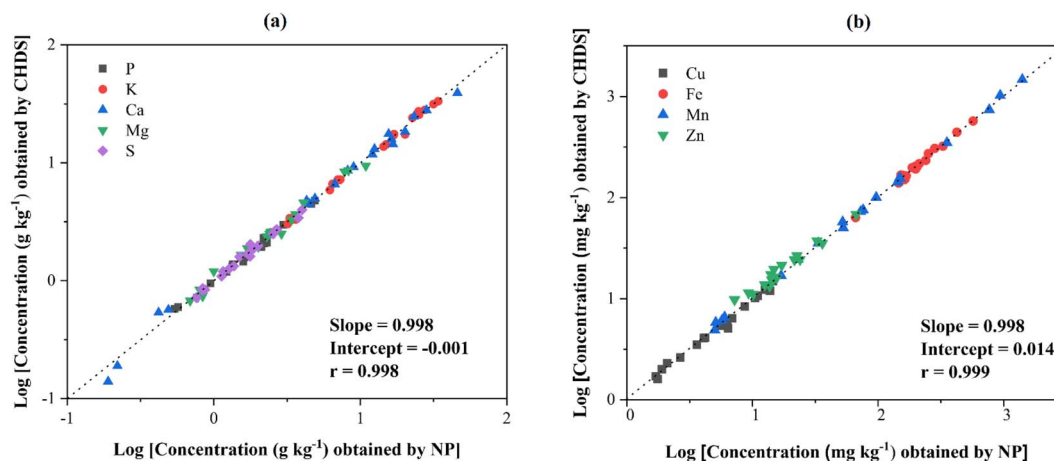 (a)
Log [Concentration (g kg⁻¹) obtained by CHDS]
2
1
0
-1
P
K
Ca
Mg
S
Slope = 0.998
Intercept = -0.001
r = 0.998
-1 0 1 2
Log [Concentration (g kg⁻¹) obtained by NP]
(b)
Log [Concentration (mg kg⁻¹) obtained by CHDS]
3
2
1
0
Cu
Fe
Mn
Zn
Slope = 0.998
Intercept = 0.014
r = 0.999
0 1 2 3
Log [Concentration (mg kg⁻¹) obtained by NP]